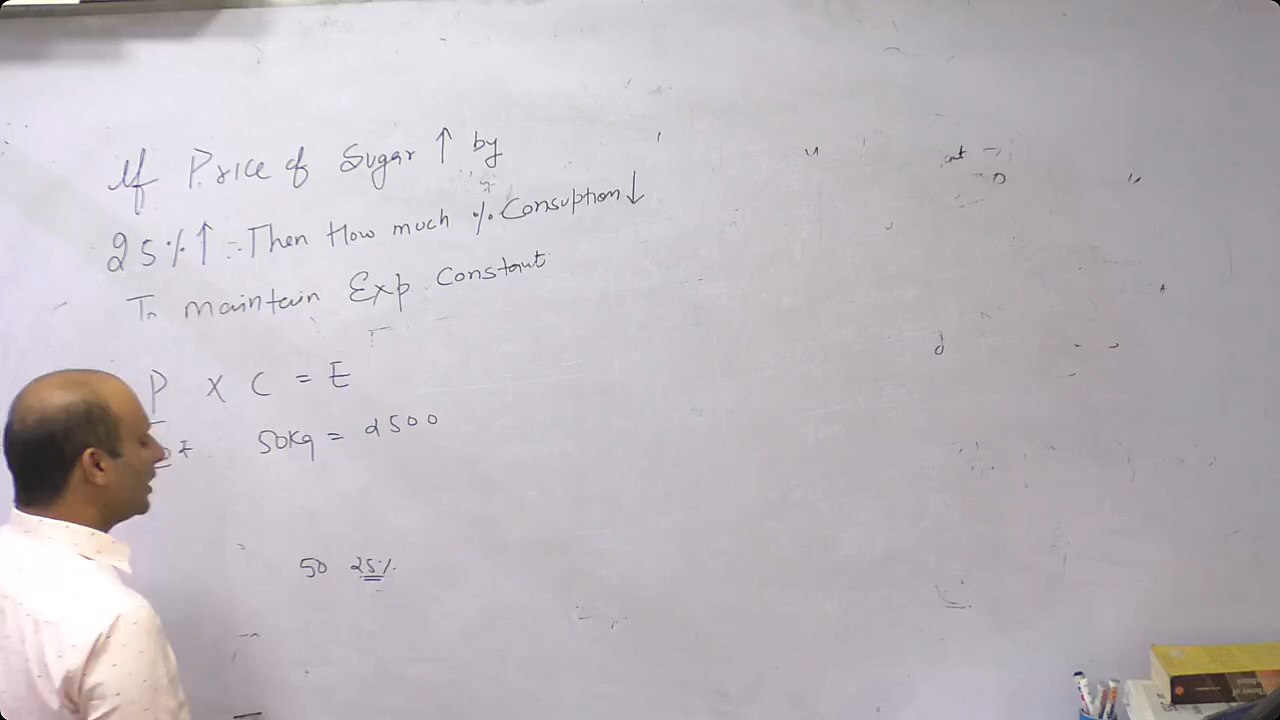 If Price of Sugar ↑ by
25%↑ Then How much % Consuption↓
To maintain Exp. Constant
P x C = E
50Kg = 2500
50 25%